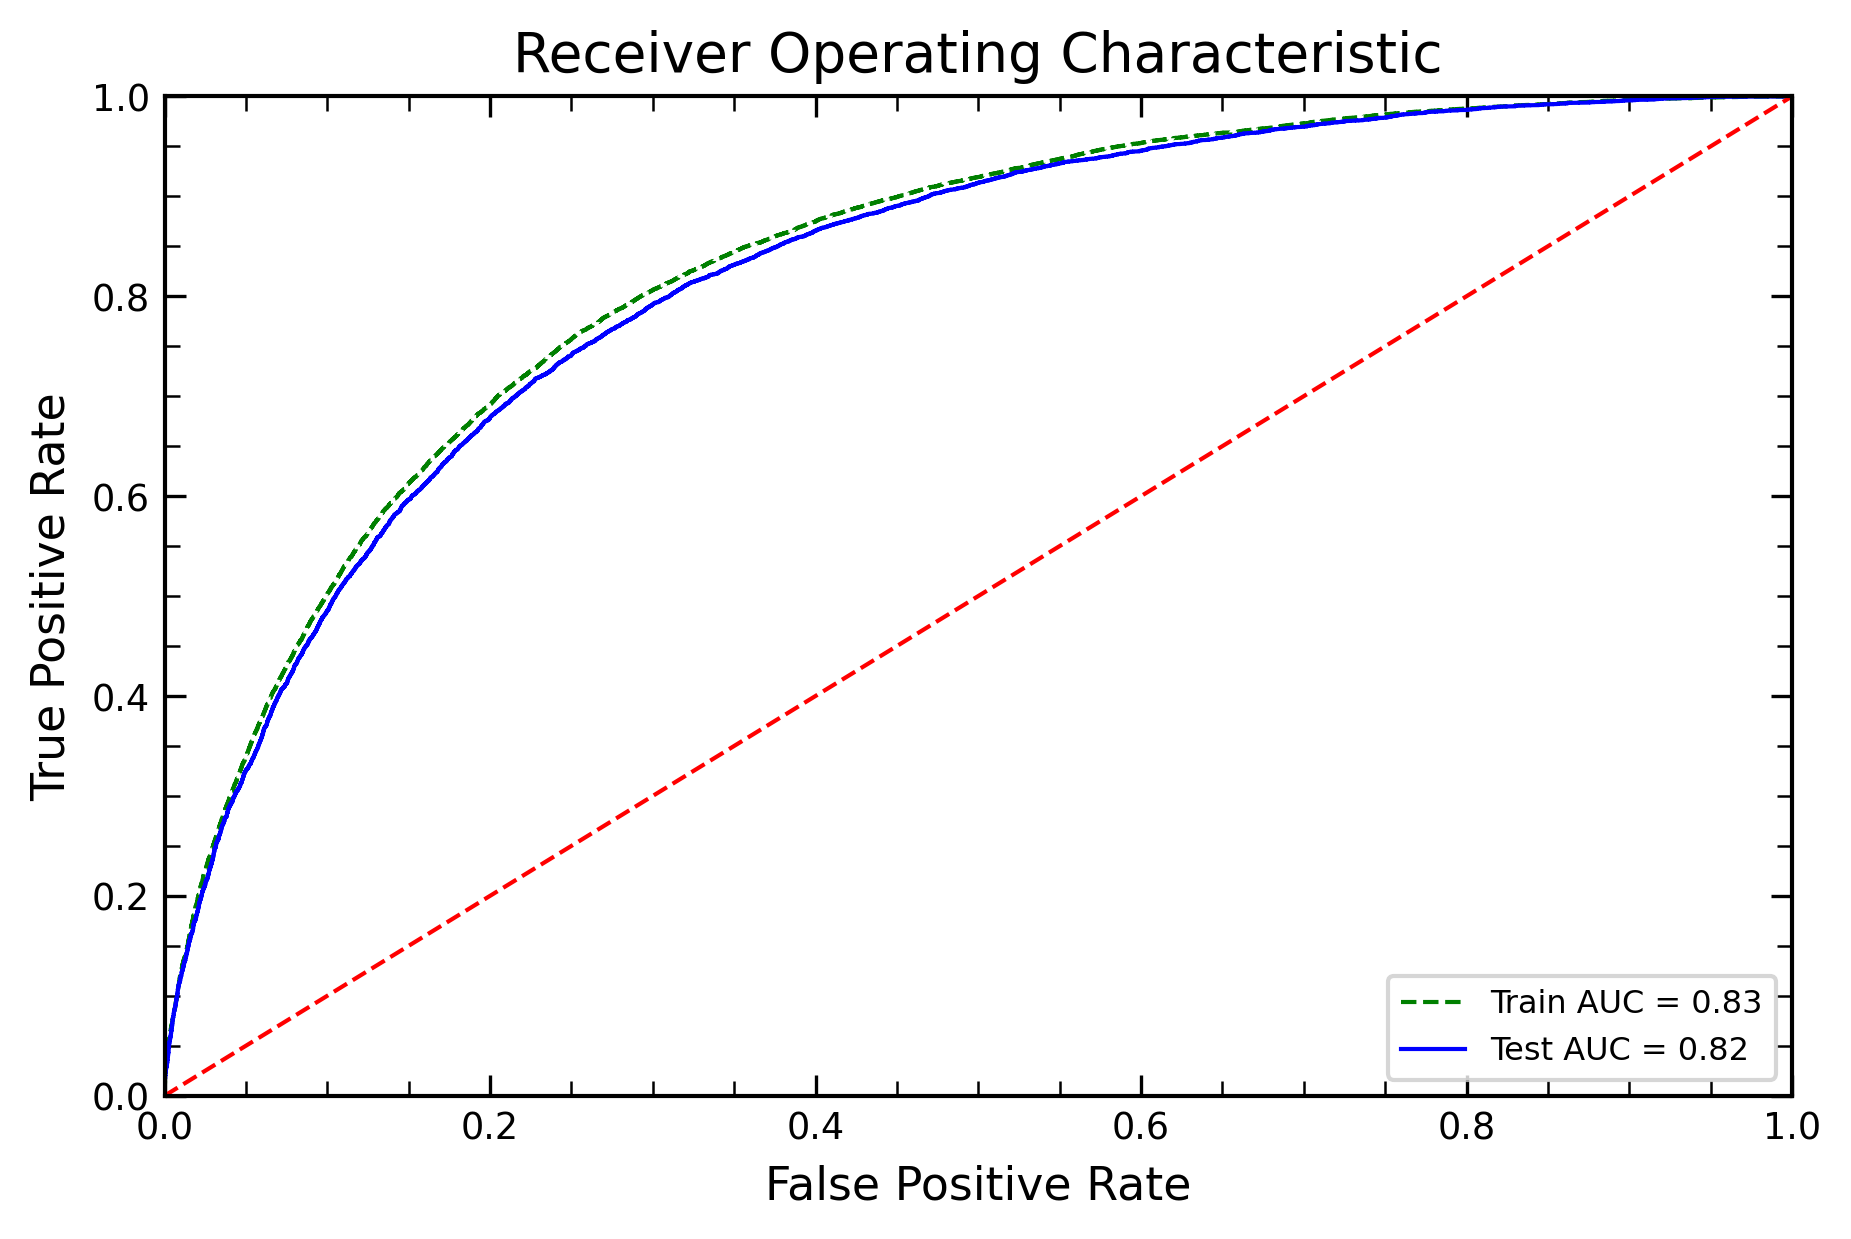 Receiver Operating Characteristic
1.0
0.8
0.6
0.4
0.2
0.0
True Positive Rate
0.0 0.2 0.4 0.6 0.8 1.0
False Positive Rate
Train AUC = 0.83
Test AUC = 0.82